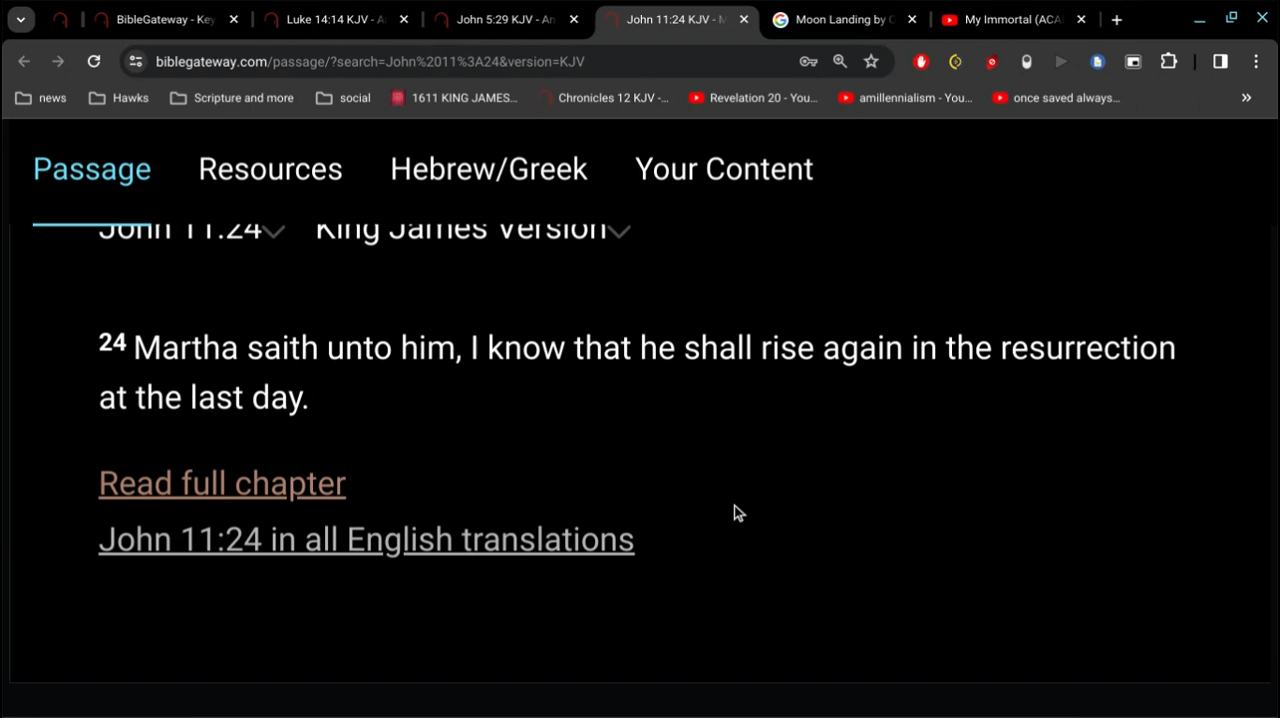 BibleGateway - Key
Luke 14:14 KJV - A
John 5:29 KJV - An
John 11:24 KJV - M
Moon Landing by C
My Immortal (ACA
biblegateway.com/passage/?search=John%2011%3A24&version=KJV
news
Hawks
Scripture and more
social
1611 KING JAMES...
Chronicles 12 KJV -...
Revelation 20 - You...
amillennialism - You...
once saved always...
Passage Resources Hebrew/Greek Your Content
John 11:24 King James Version
24 Martha saith unto him, I know that he shall rise again in the resurrection
at the last day.
Read full chapter
John 11:24 in all English translations